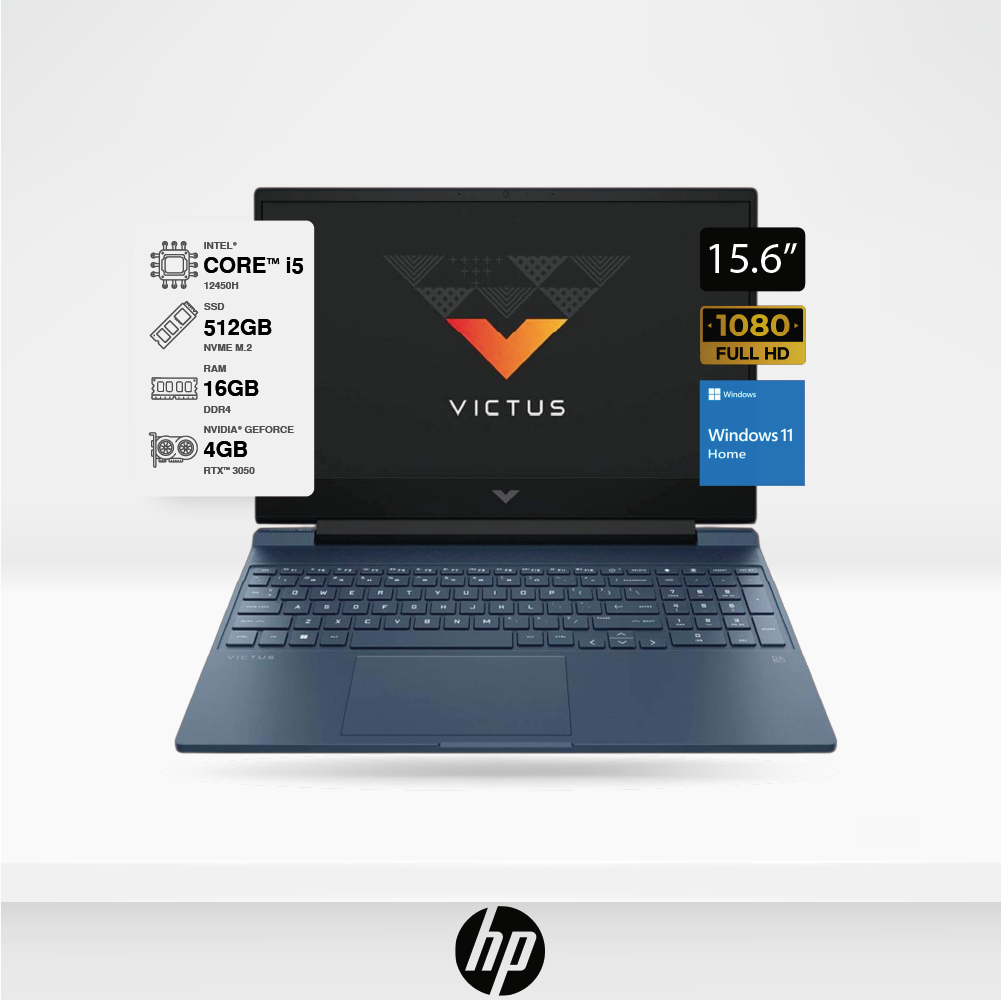 INTEL®
CORE™ i5
12450H
SSD
512GB
NVME M.2
RAM
16GB
DDR4
NVIDIA® GEFORCE
4GB
RTX™ 3050
VICTUS
15.6”
1080
FULL HD
Windows
Windows 11
Home
Q W E R T Y U I O P
A S D F G H J K L
Z X C V B N M
VICTUS
hp